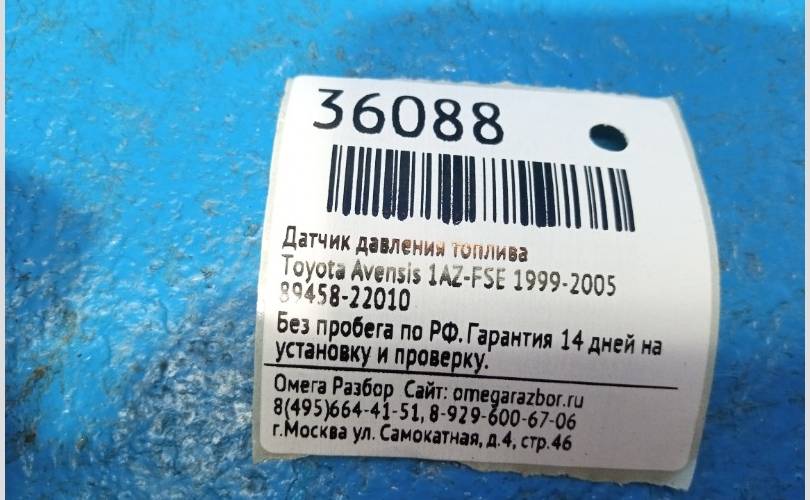 36088
Датчик давления топлива
Toyota Avensis 1AZ-FSE 1999-2005
89458-22010
Без пробега по РФ. Гарантия 14 дней на
установку и проверку.
Омега Разбор Сайт: omegarazbor.ru
8(495)664-41-51, 8-929-600-67-06
г.Москва ул. Самокатная, д.4, стр.46